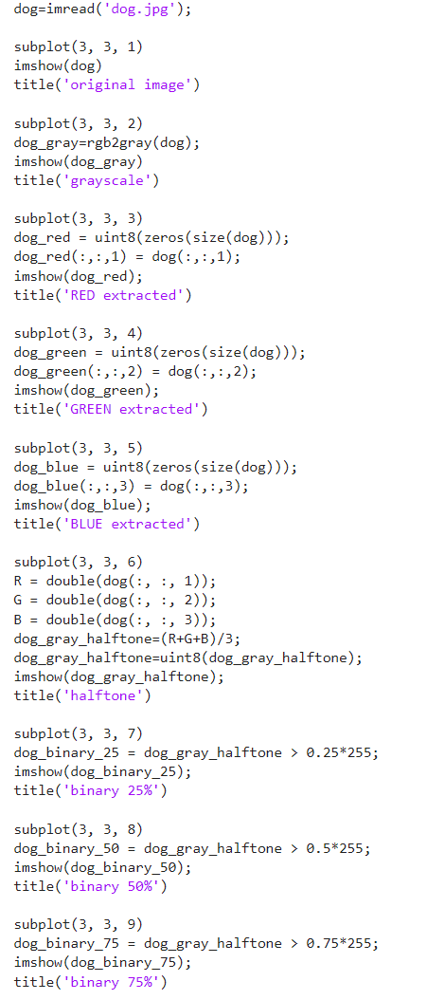 dog=imread('dog.jpg');
subplot(3, 3, 1)
imshow(dog)
title('original image')
subplot(3, 3, 2)
dog_gray=rgb2gray(dog);
imshow(dog_gray)
title('grayscale')
subplot(3, 3, 3)
dog_red = uint8(zeros(size(dog)));
dog_red(:,:,1) = dog(:,:,1);
imshow(dog_red);
title('RED extracted')
subplot(3, 3, 4)
dog_green = uint8(zeros(size(dog)));
dog_green(:,:,2) = dog(:,:,2);
imshow(dog_green);
title('GREEN extracted')
subplot(3, 3, 5)
dog_blue = uint8(zeros(size(dog)));
dog_blue(:,:,3) = dog(:,:,3);
imshow(dog_blue);
title('BLUE extracted')
subplot(3, 3, 6)
R = double(dog(:, :, 1));
G = double(dog(:, :, 2));
B = double(dog(:, :, 3));
dog_gray_halftone=(R+G+B)/3;
dog_gray_halftone=uint8(dog_gray_halftone);
imshow(dog_gray_halftone);
title('halftone')
subplot(3, 3, 7)
dog_binary_25 = dog_gray_halftone > 0.25*255;
imshow(dog_binary_25);
title('binary 25%')
subplot(3, 3, 8)
dog_binary_50 = dog_gray_halftone > 0.5*255;
imshow(dog_binary_50);
title('binary 50%')
subplot(3, 3, 9)
dog_binary_75 = dog_gray_halftone > 0.75*255;
imshow(dog_binary_75);
title('binary 75%')